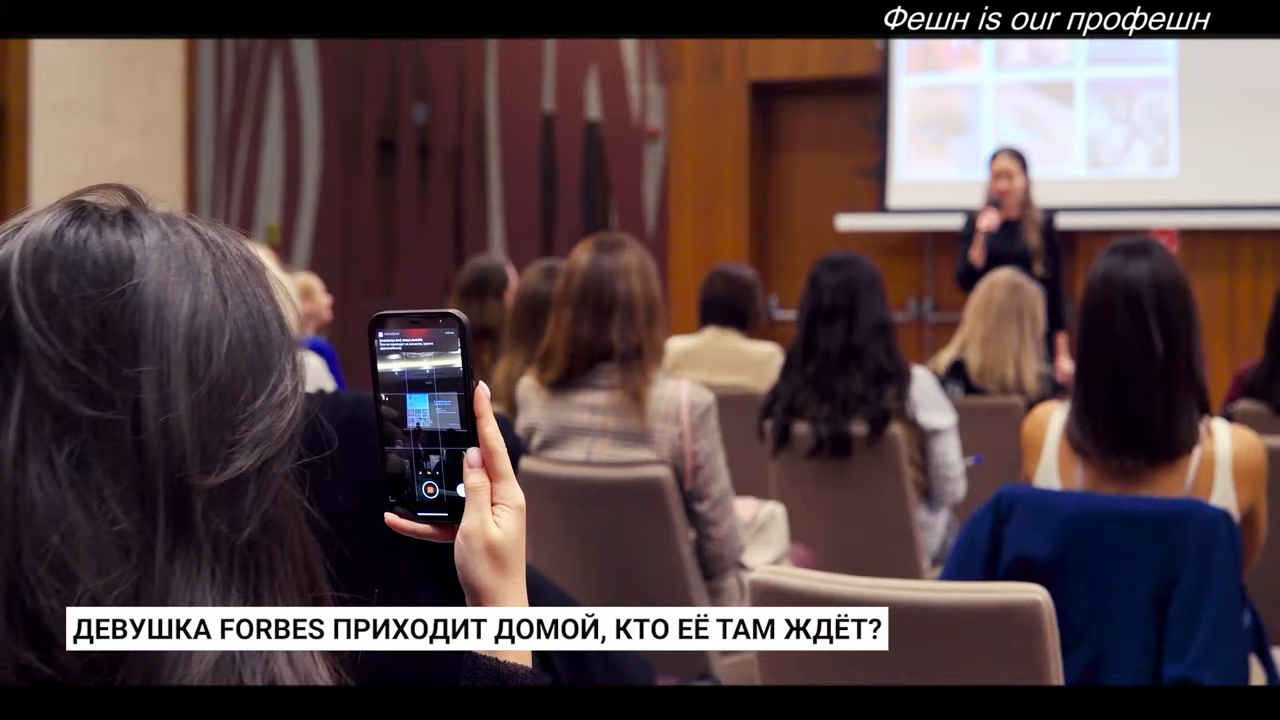 Фешн is our профешн
ДЕВУШКА FORBES ПРИХОДИТ ДОМОЙ, КТО ЕЁ ТАМ ЖДЁТ?